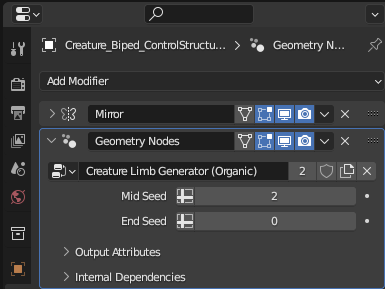 Creature_Biped_ControlStructu... > Geometry N...
Add Modifier
Mirror
Geometry Nodes
Creature Limb Generator (Organic) 2
Mid Seed 2
End Seed 0
Output Attributes
Internal Dependencies